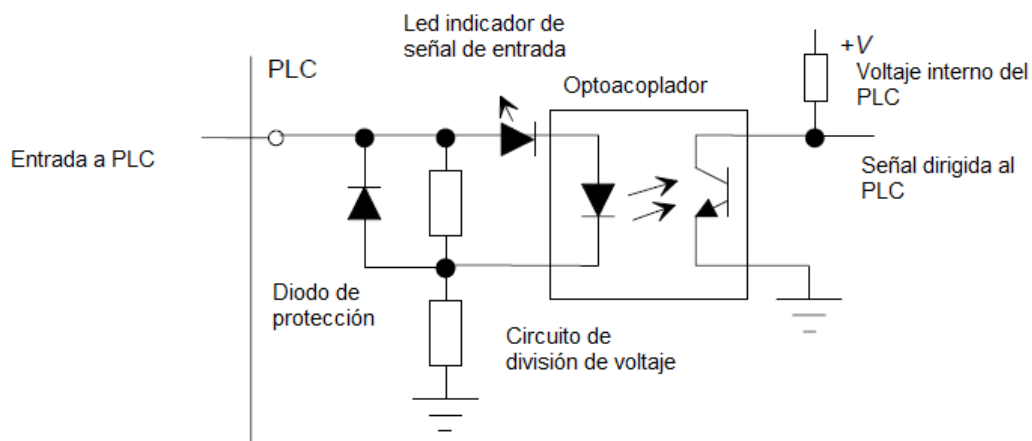 Led indicador de
señal de entrada
PLC
Optoacoplador
+V
Voltaje interno del
PLC
Entrada a PLC
Señal dirigida al
PLC
Diodo de
protección
Circuito de
división de voltaje